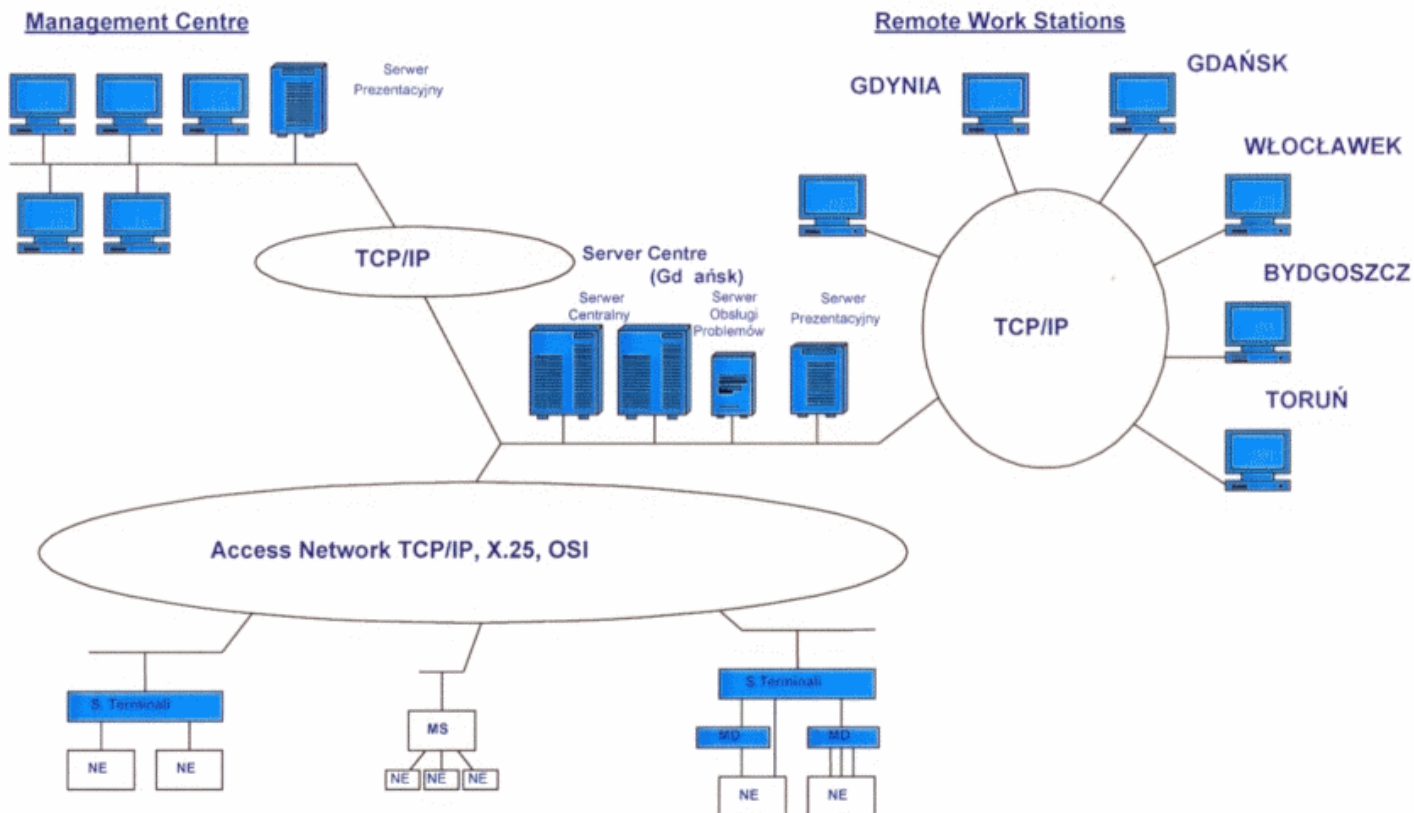 Management Centre
Remote Work Stations
Serwer
Prezentacyjny
GDYNIA
GDAŃSK
WŁOCŁAWEK
BYDGOSZCZ
TORUŃ
TCP/IP
Server Centre
(Gd ańsk)
Serwer
Centralny
Serwer
Obsługi
Problemów
Serwer
Prezentacyjny
TCP/IP
Access Network TCP/IP, X.25, OSI
S. Terminali
NE
NE
MS
NE
NE
NE
S.Terminali
MD
MD
NE
NE